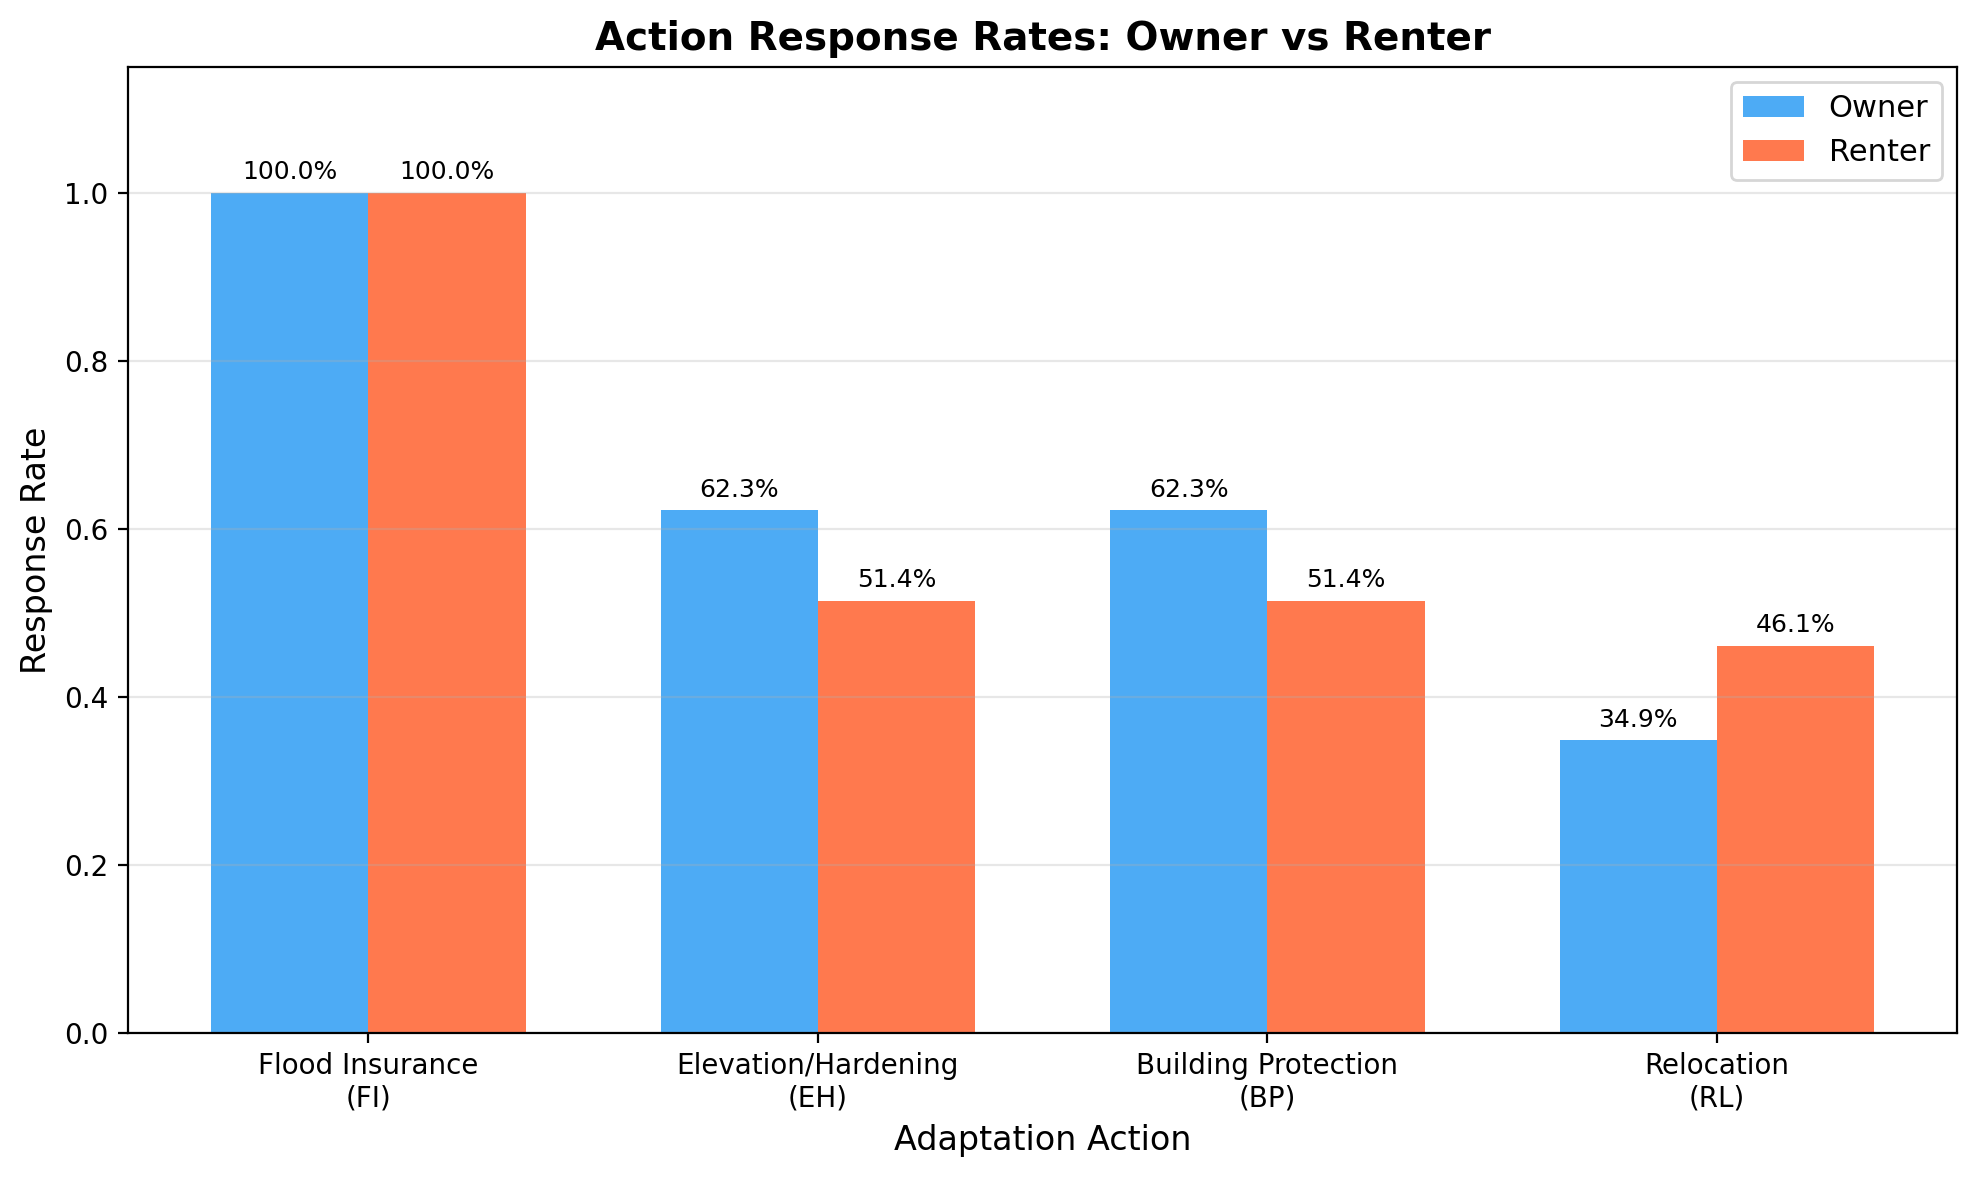 Action Response Rates: Owner vs Renter
Owner
Renter
100.0%
100.0%
62.3%
51.4%
62.3%
51.4%
34.9%
46.1%
Response Rate
1.0
0.8
0.6
0.4
0.2
0.0
Flood Insurance
(FI)
Elevation/Hardening
(EH)
Building Protection
(BP)
Relocation
(RL)
Adaptation Action